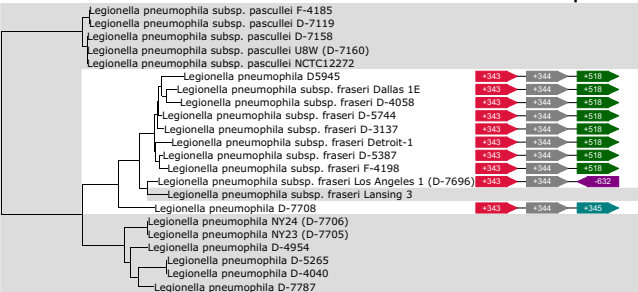 Legionella pneumophila subsp. pascullei F-4185
Legionella pneumophila subsp. pascullei D-7119
Legionella pneumophila subsp. pascullei D-7158
Legionella pneumophila subsp. pascullei U8W (D-7160)
Legionella pneumophila subsp. pascullei NCTC12272
Legionella pneumophila D5945 +343 +344 +518
Legionella pneumophila subsp. fraseri Dallas 1E +343 +344 +518
Legionella pneumophila subsp. fraseri D-4058 +343 +344 +518
Legionella pneumophila subsp. fraseri D-5744 +343 +344 +518
Legionella pneumophila subsp. fraseri D-3137 +343 +344 +518
Legionella pneumophila subsp. fraseri Detroit-1 +343 +344 +518
Legionella pneumophila subsp. fraseri D-5387 +343 +344 +518
Legionella pneumophila subsp. fraseri F-4198 +343 +344 +518
Legionella pneumophila subsp. fraseri Los Angeles 1 (D-7696) +343 +344 -632
Legionella pneumophila subsp. fraseri Lansing 3
Legionella pneumophila D-7708 +343 +344 +345
Legionella pneumophila NY24 (D-7706)
Legionella pneumophila NY23 (D-7705)
Legionella pneumophila D-4954
Legionella pneumophila D-5265
Legionella pneumophila D-4040
Legionella pneumophila D-7787